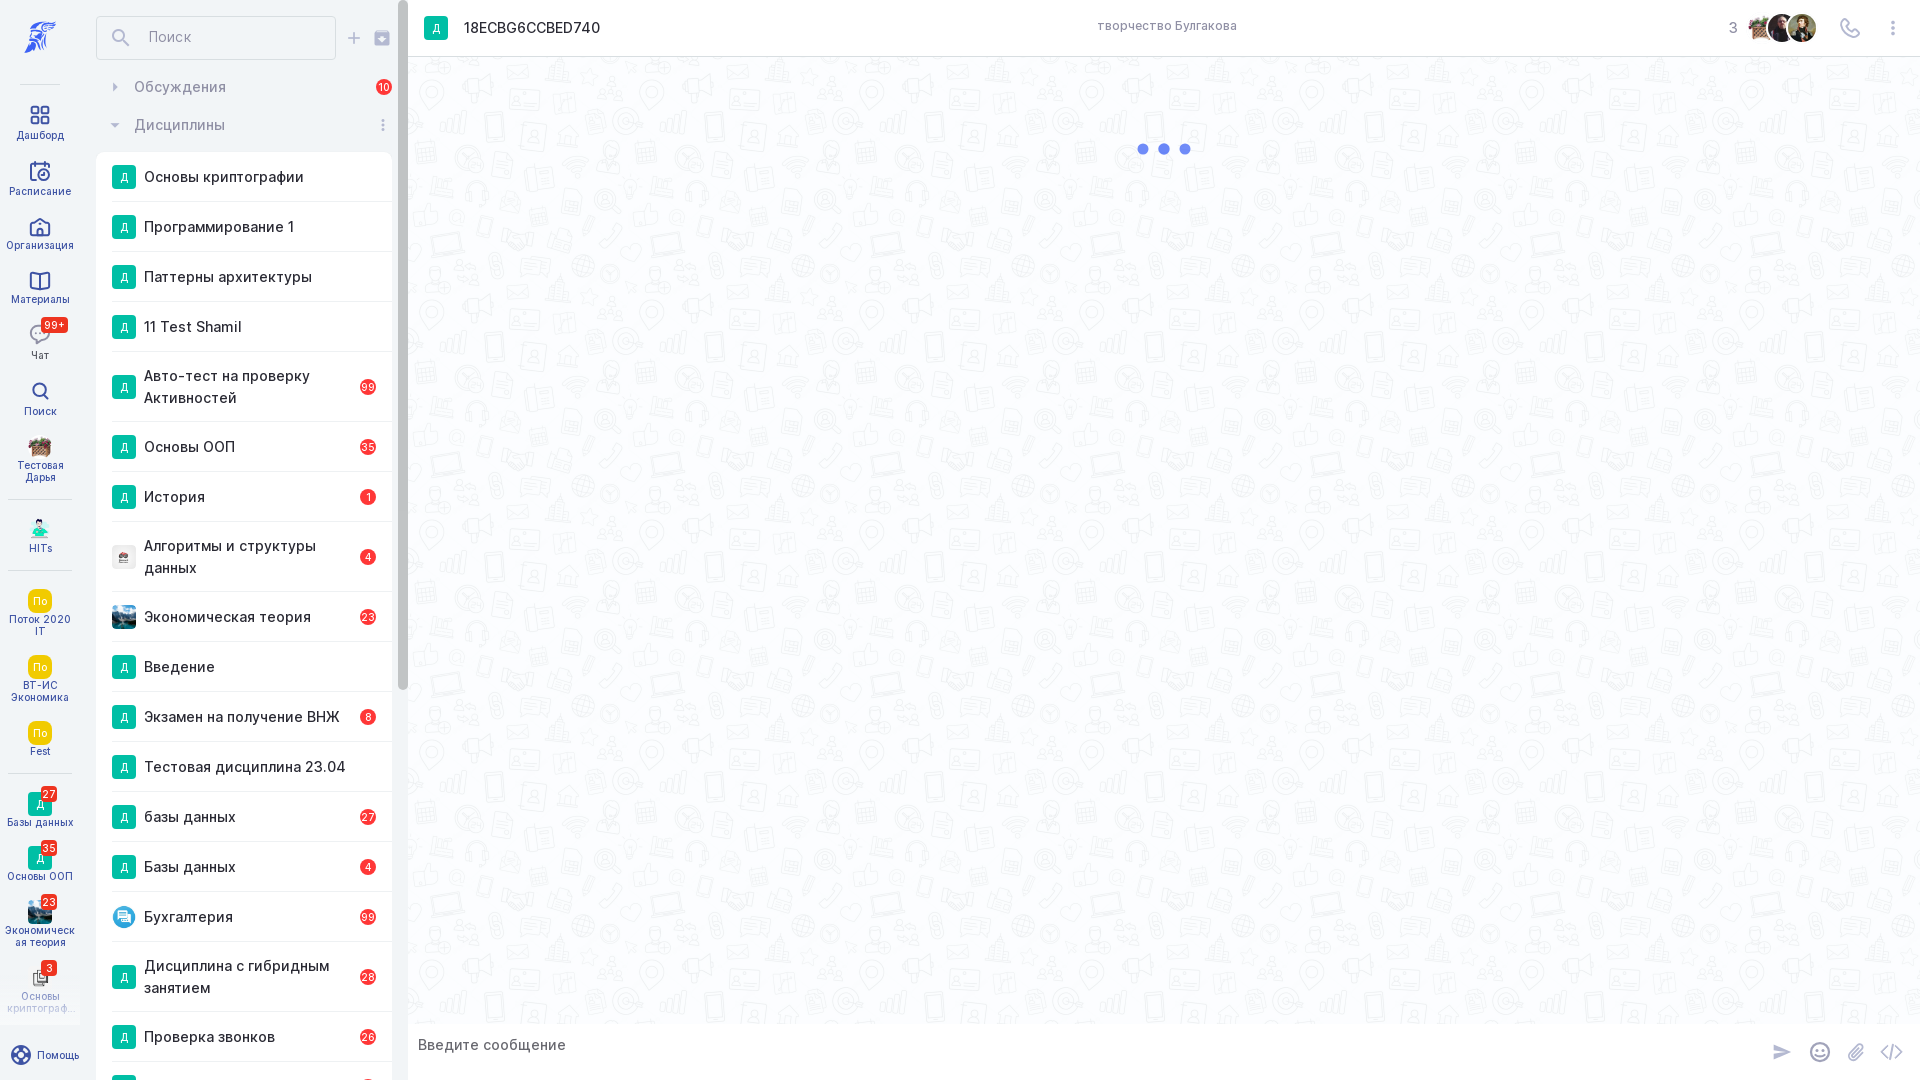 Дашборд
Расписание
Организация
Материалы
99+
Чат
Поиск
Тестовая
Дарья
HITs
По
Поток 2020
IT
По
ВТ-ИС
Экономика
По
Fest
27
Д
Базы данных
35
Д
Основы ООП
23
Экономическ
ая теория
3
Основы
криптограф...
Помощь
Поиск
Обсуждения 10
Дисциплины
Д Основы криптографии
Д Программирование 1
Д Паттерны архитектуры
Д 11 Test Shamil
Д Авто-тест на проверку
Активностей 99
Д Основы ООП 35
Д История 1
Алгоритмы и структуры
данных 4
Экономическая теория 23
Д Введение
Д Экзамен на получение ВНЖ 8
Д Тестовая дисциплина 23.04
Д базы данных 27
Д Базы данных 4
Бухгалтерия 99
Д Дисциплина с гибридным
занятием 28
Д Проверка звонков 26
Д 18ECBG6CCBED740
творчество Булгакова
3
Введите сообщение